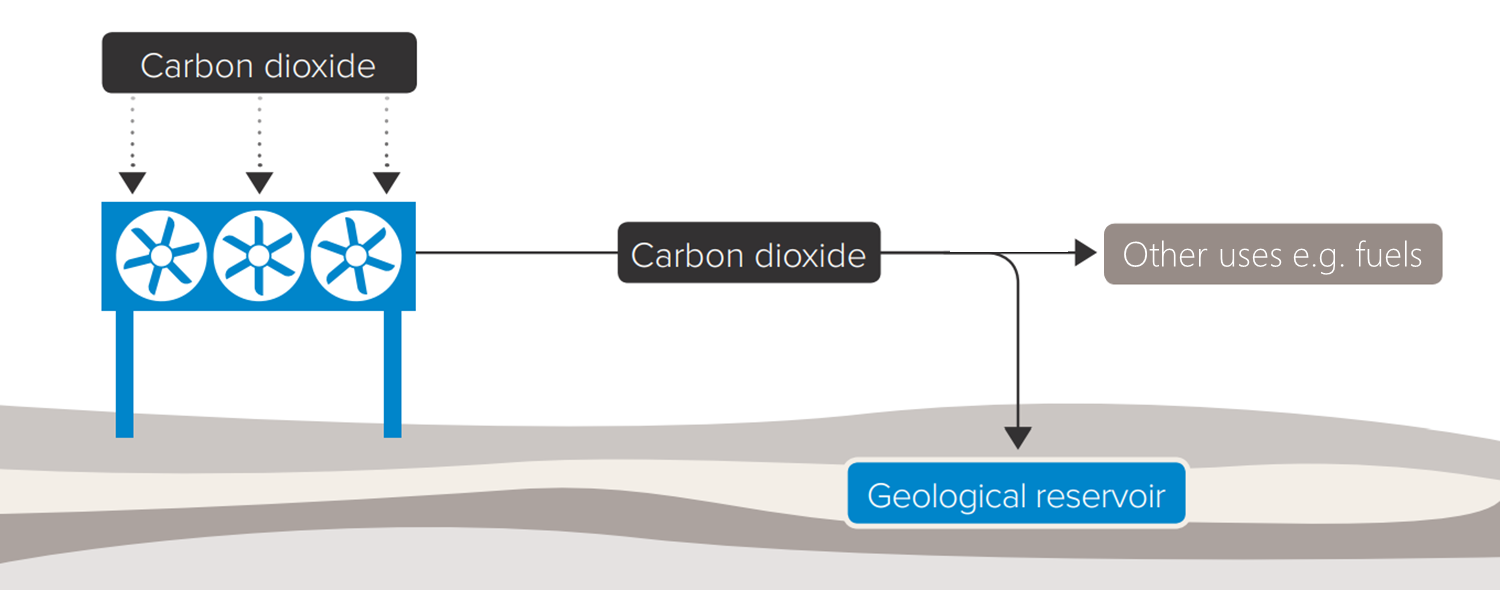 Carbon dioxide
Carbon dioxide
Other uses e.g. fuels
Geological reservoir